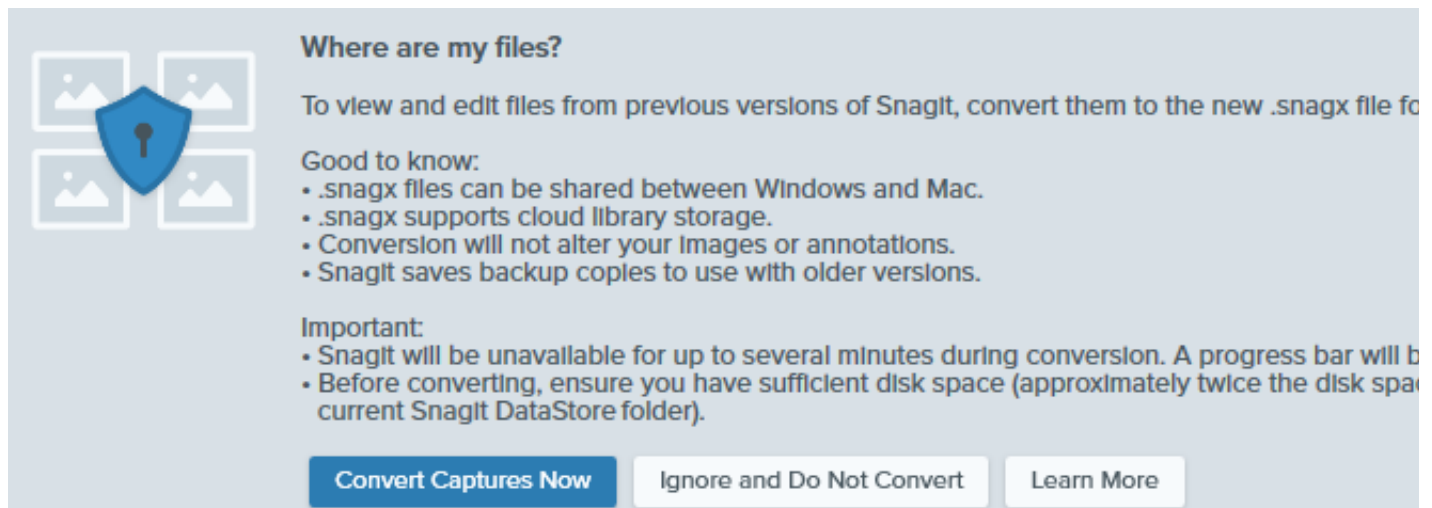 Where are my files?
To view and edit files from previous versions of Snagit, convert them to the new .snagx file fo
Good to know:
• .snagx files can be shared between Windows and Mac.
• .snagx supports cloud library storage.
• Conversion will not alter your images or annotations.
• Snagit saves backup copies to use with older versions.
Important:
• Snagit will be unavailable for up to several minutes during conversion. A progress bar will b
• Before converting, ensure you have sufficient disk space (approximately twice the disk spa
current Snagit DataStore folder).
Convert Captures Now Ignore and Do Not Convert Learn More